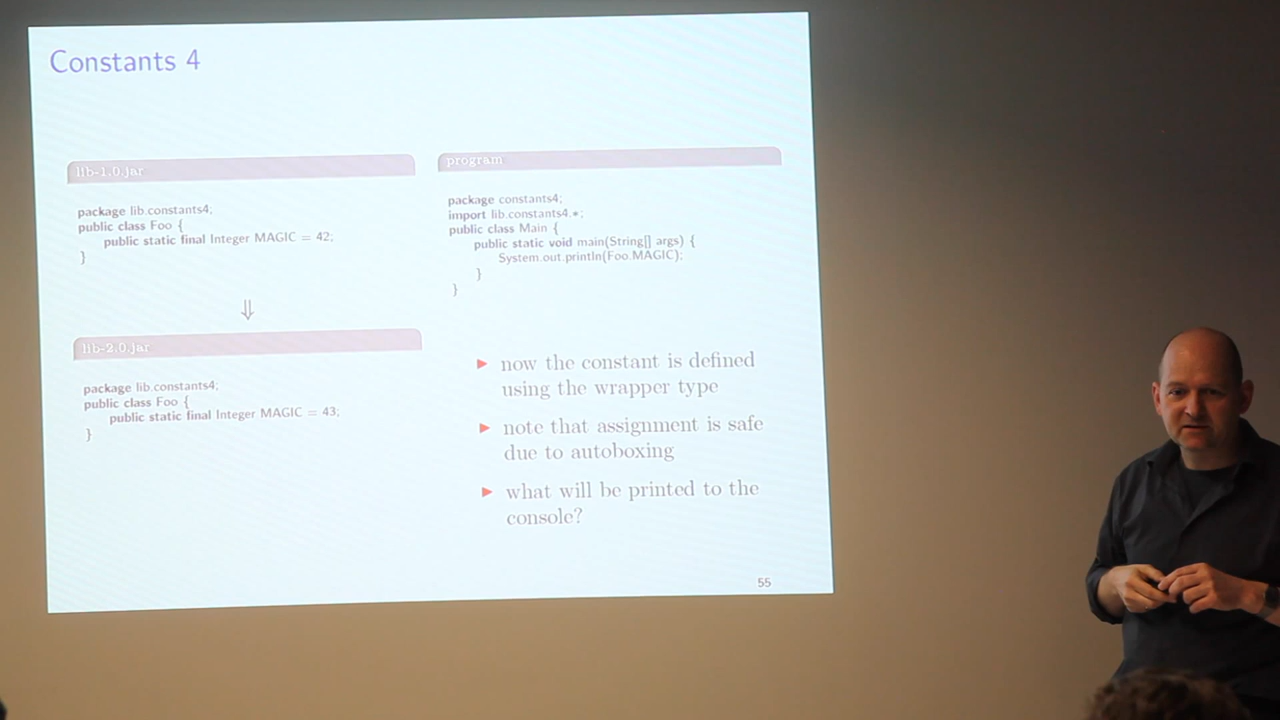 Constants 4
lib-1.0.jar
package lib.constants4;
public class Foo {
public static final Integer MAGIC = 42;
}
⇓
lib-2.0.jar
package lib.constants4;
public class Foo {
public static final Integer MAGIC = 43;
}
program
package constants4;
import lib.constants4.*;
public class Main {
public static void main(String[] args) {
System.out.println(Foo.MAGIC);
}
}
► now the constant is defined
using the wrapper type
► note that assignment is safe
due to autoboxing
► what will be printed to the
console?
55